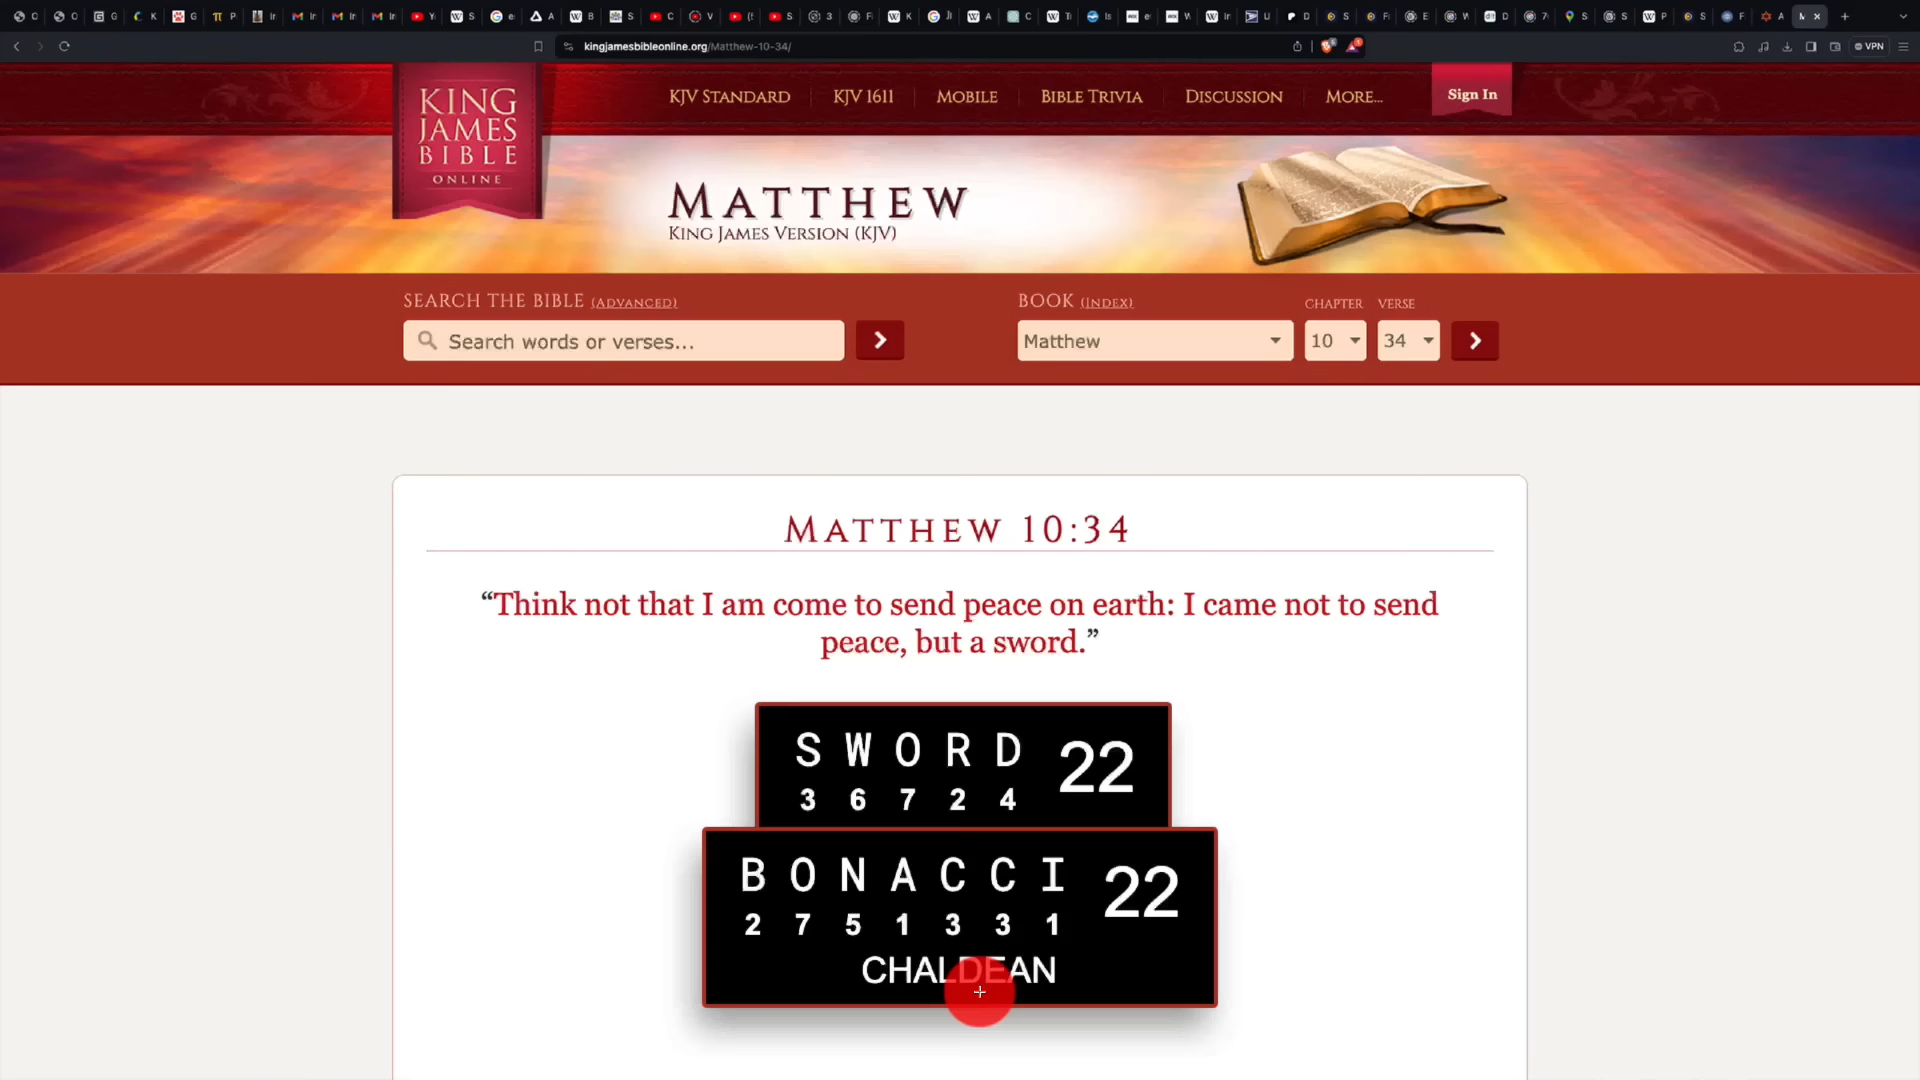 kingjamesbibleonline.org/Matthew-10-34/
VPN
KING
JAMES
BIBLE
ONLINE
KJV STANDARD
KJV 1611
MOBILE
BIBLE TRIVIA
DISCUSSION
MORE...
Sign In
MATTHEW
KING JAMES VERSION (KJV)
SEARCH THE BIBLE (ADVANCED)
BOOK (INDEX)
CHAPTER
VERSE
Search words or verses...
Matthew
10
34
MATTHEW 10:34
“Think not that I am come to send peace on earth: I came not to send
peace, but a sword.”
S W O R D 22
3 6 7 2 4
B O N A C C I 22
2 7 5 1 3 3 1
CHALDEAN